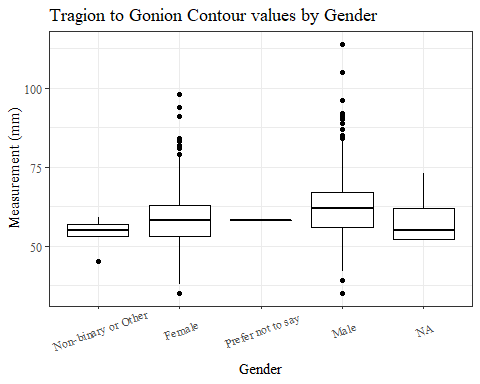 Tragion to Gonion Contour values by Gender
Measurement (mm)
100
75
50
Non-binary or Other
Female
Prefer not to say
Male
NA
Gender